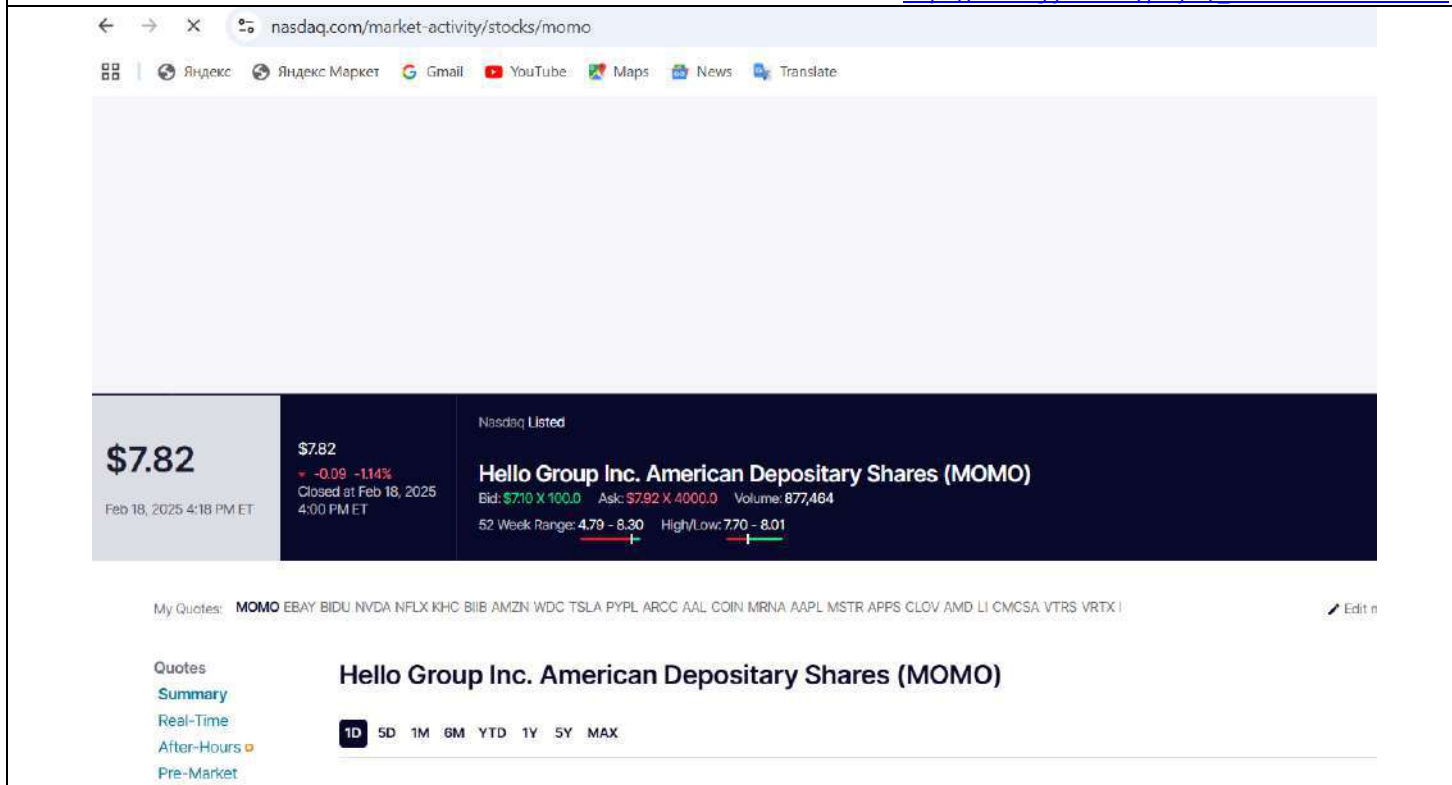 nasdaq.com/market-activity/stocks/momo
Яндекс Яндекс Маркет Gmail YouTube Maps News Translate
Nasdaq Listed
$7.82
$7.82
-0.09 -1.14%
Hello Group Inc. American Depositary Shares (MOMO)
Closed at Feb 18, 2025
Bid: $7.10 X 100.0 Ask: $7.92 X 4000.0 Volume: 877,464
Feb 18, 2025 4:18 PM ET
4:00 PM ET
52 Week Range: 4.79 - 8.30 High/Low: 7.70 - 8.01
My Quotes: MOMO EBAY BIDU NVDA NFLX KHC BIIB AMZN WDC TSLA PYPL ARCC AAL COIN MRNA AAPL MSTR APPS CLOV AMD LI CMCSA VTRS VRTX
Edit
Quotes
Hello Group Inc. American Depositary Shares (MOMO)
Summary
Real-Time
1D 5D 1M 6M YTD 1Y 5Y MAX
After-Hours
Pre-Market